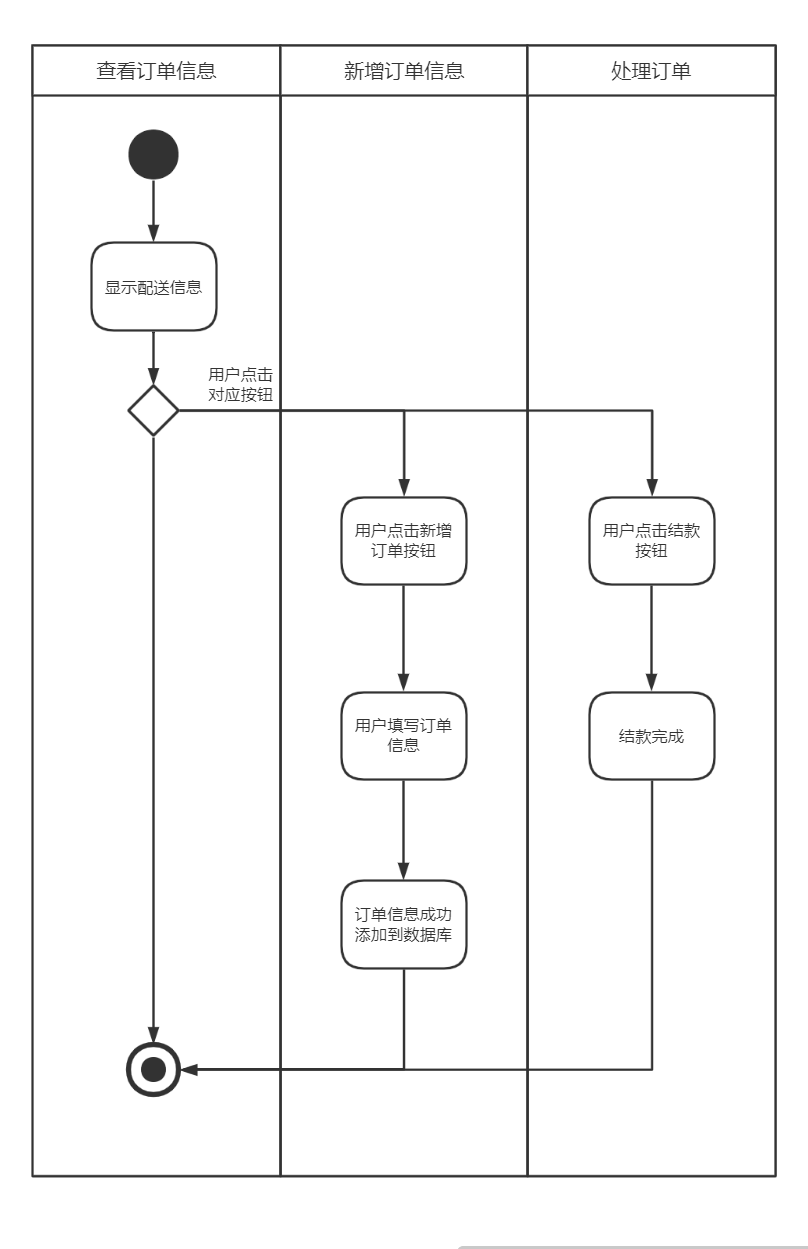 查看订单信息
新增订单信息
处理订单
显示配送信息
用户点击
对应按钮
用户点击新增
订单按钮
用户点击结款
按钮
用户填写订单
信息
结款完成
订单信息成功
添加到数据库